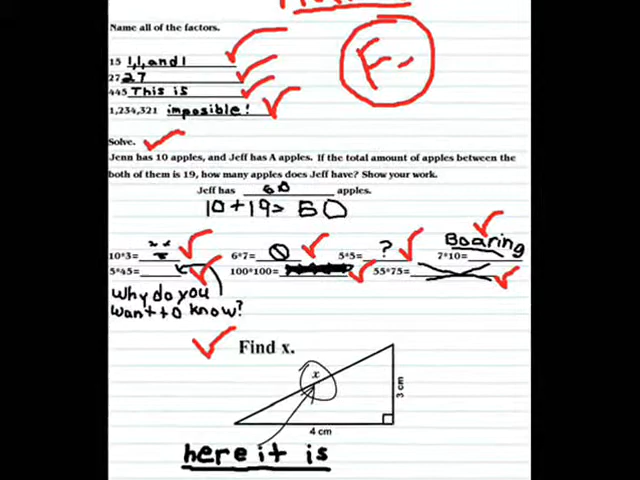 F-
Name all of the factors.
15 1,1,and1
27 27
445 This is
1,234,321 imposible!
Solve.
Jenn has 10 apples, and Jeff has A apples. If the total amount of apples between the
both of them is 19, how many apples does Jeff have? Show your work.
Jeff has 60 apples.
10+19= 50
10*3= 6*7= 5*5= ? 7*10= Boaring
5*45= 100*100= 55*75=
why do you
want to know?
Find x.
x
3 cm
4 cm
here it is